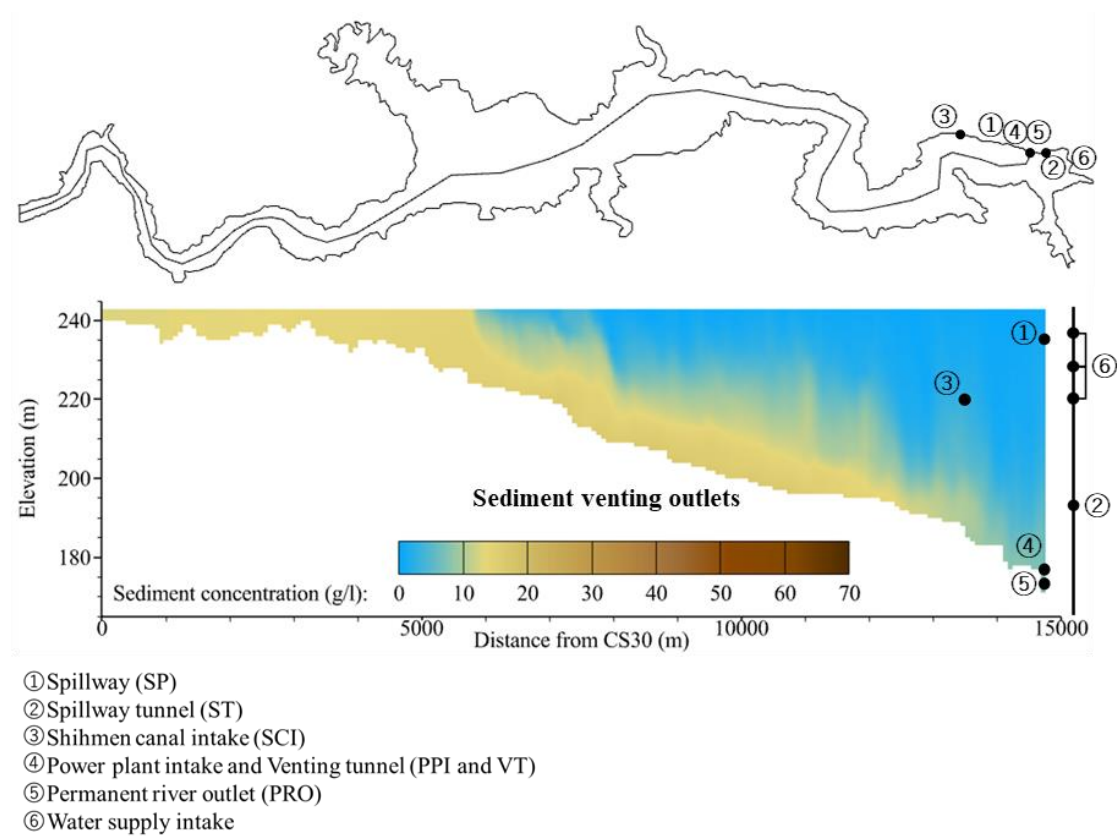 ③ ① ④ ⑤ ② ⑥
240
220
200
180
Elevation (m)
① ③ ④ ⑤ ⑥ ②
Sediment venting outlets
Sediment concentration (g/l): 0 10 20 30 40 50 60 70
0 5000 10000 15000
Distance from CS30 (m)
①Spillway (SP)
②Spillway tunnel (ST)
③Shihmen canal intake (SCI)
④Power plant intake and Venting tunnel (PPI and VT)
⑤Permanent river outlet (PRO)
⑥Water supply intake